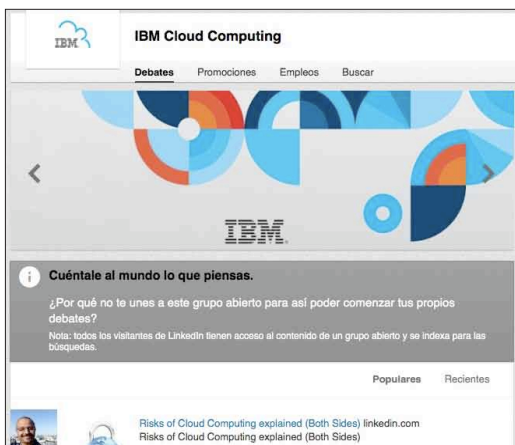 IBM
IBM Cloud Computing
Debates Promociones Empleos Buscar
IBM
Cuéntale al mundo lo que piensas.
¿Por qué no te unes a este grupo abierto para así poder comenzar tus propios
debates?
Nota: todos los visitantes de LinkedIn tienen acceso al contenido de un grupo abierto y se indexa para las
búsquedas.
Populares Recientes
Risks of Cloud Computing explained (Both Sides) linkedin.com
Risks of Cloud Computing explained (Both Sides)